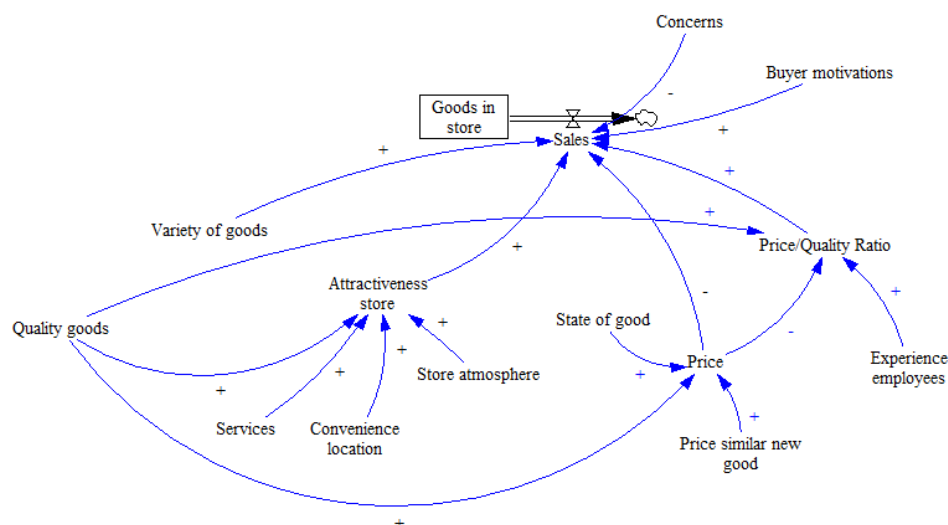 Concerns
Buyer motivations
-
Goods in
store
+
Sales
+
+
Variety of goods
+
Price/Quality Ratio
+
Attractiveness
store
-
+
Quality goods
State of good
+
-
+
+
Store atmosphere
+
Price
Experience
employees
+
+
Services
Convenience
location
+
Price similar new
good
+